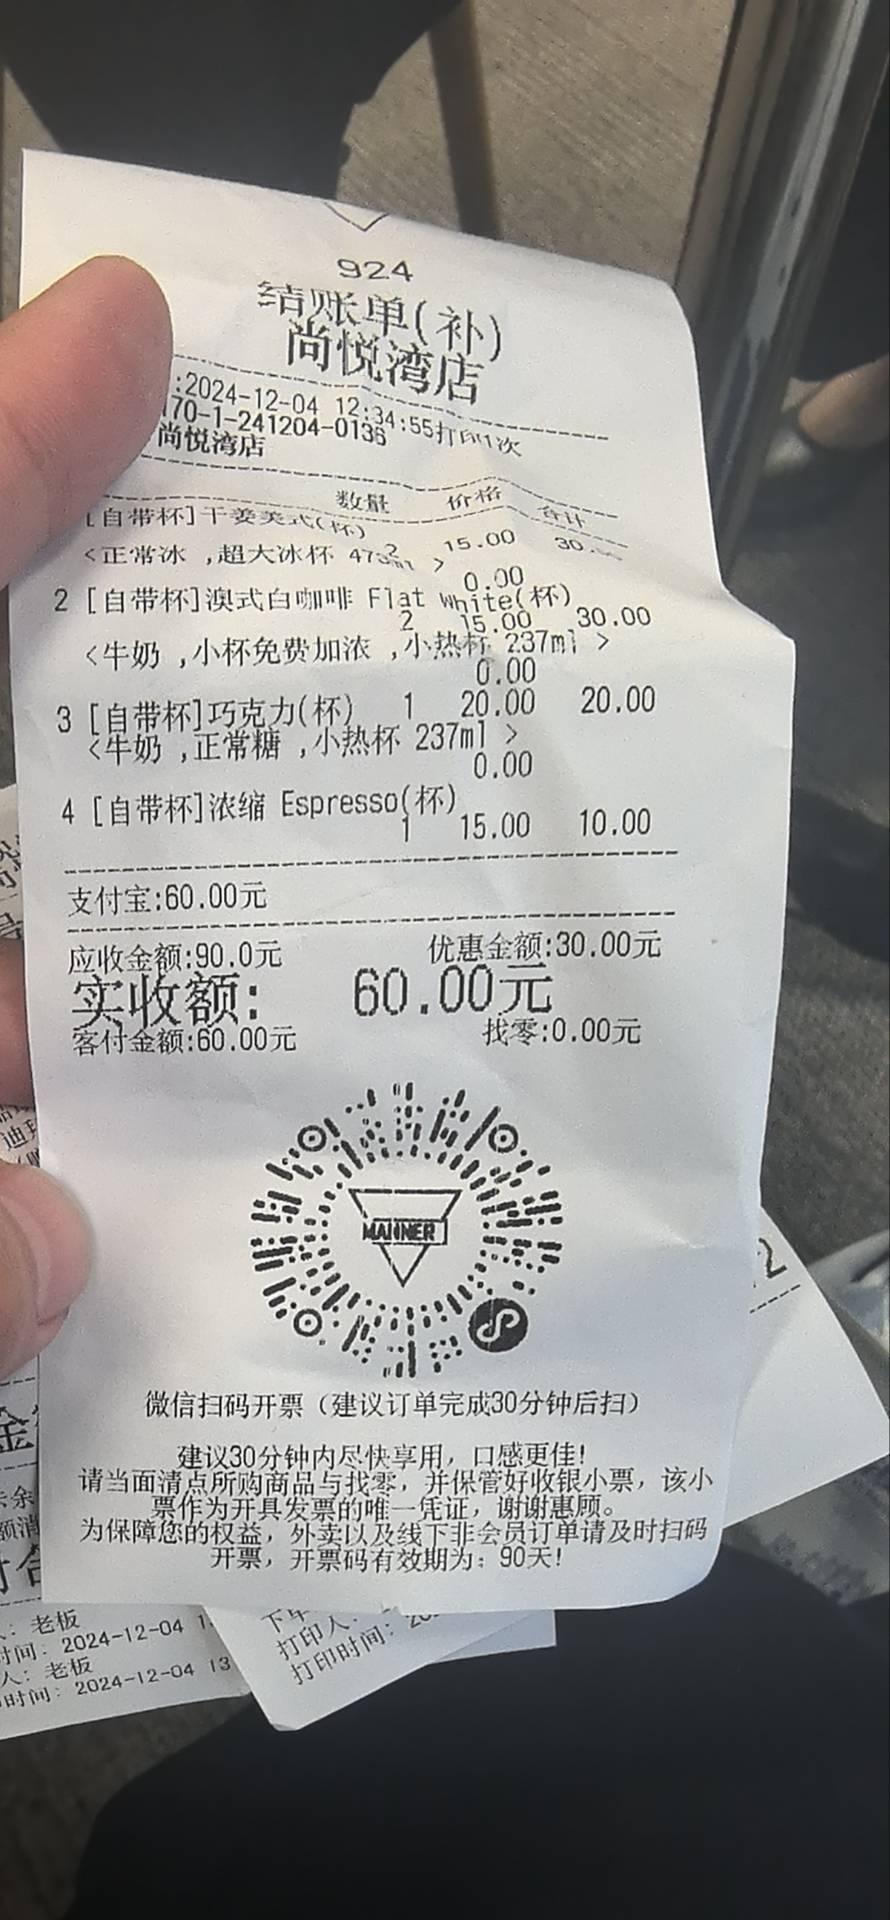 924
结账单(补)
尚悦湾店
:2024-12-04 12:34:55打印1次
170-1-241204-0136
尚悦湾店
数量 价格 合计
[自带杯]干姜美式(杯)
2 15.00 30.
<正常冰 ,超大冰杯 473ml >
0.00
2 [自带杯]澳式白咖啡 Flat White(杯)
2 15.00 30.00
<牛奶 ,小杯免费加浓 ,小热杯 237ml >
0.00
3 [自带杯]巧克力(杯) 1 20.00 20.00
<牛奶 ,正常糖 ,小热杯 237ml >
0.00
4 [自带杯]浓缩 Espresso(杯)
1 15.00 10.00
支付宝:60.00元
应收金额:90.0元 优惠金额:30.00元
实收额: 60.00元
客付金额:60.00元 找零:0.00元
MANNER
微信扫码开票（建议订单完成30分钟后扫）
建议30分钟内尽快享用，口感更佳!
请当面清点所购商品与找零，并保管好收银小票，该小
票作为开具发票的唯一凭证，谢谢惠顾。
为保障您的权益，外卖以及线下非会员订单请及时扫码
开票，开票码有效期为：90天!
: 老板
时间: 2024-12-04 1
人: 老板
时间: 2024-12-04 13
打印人:
打印时间: 20